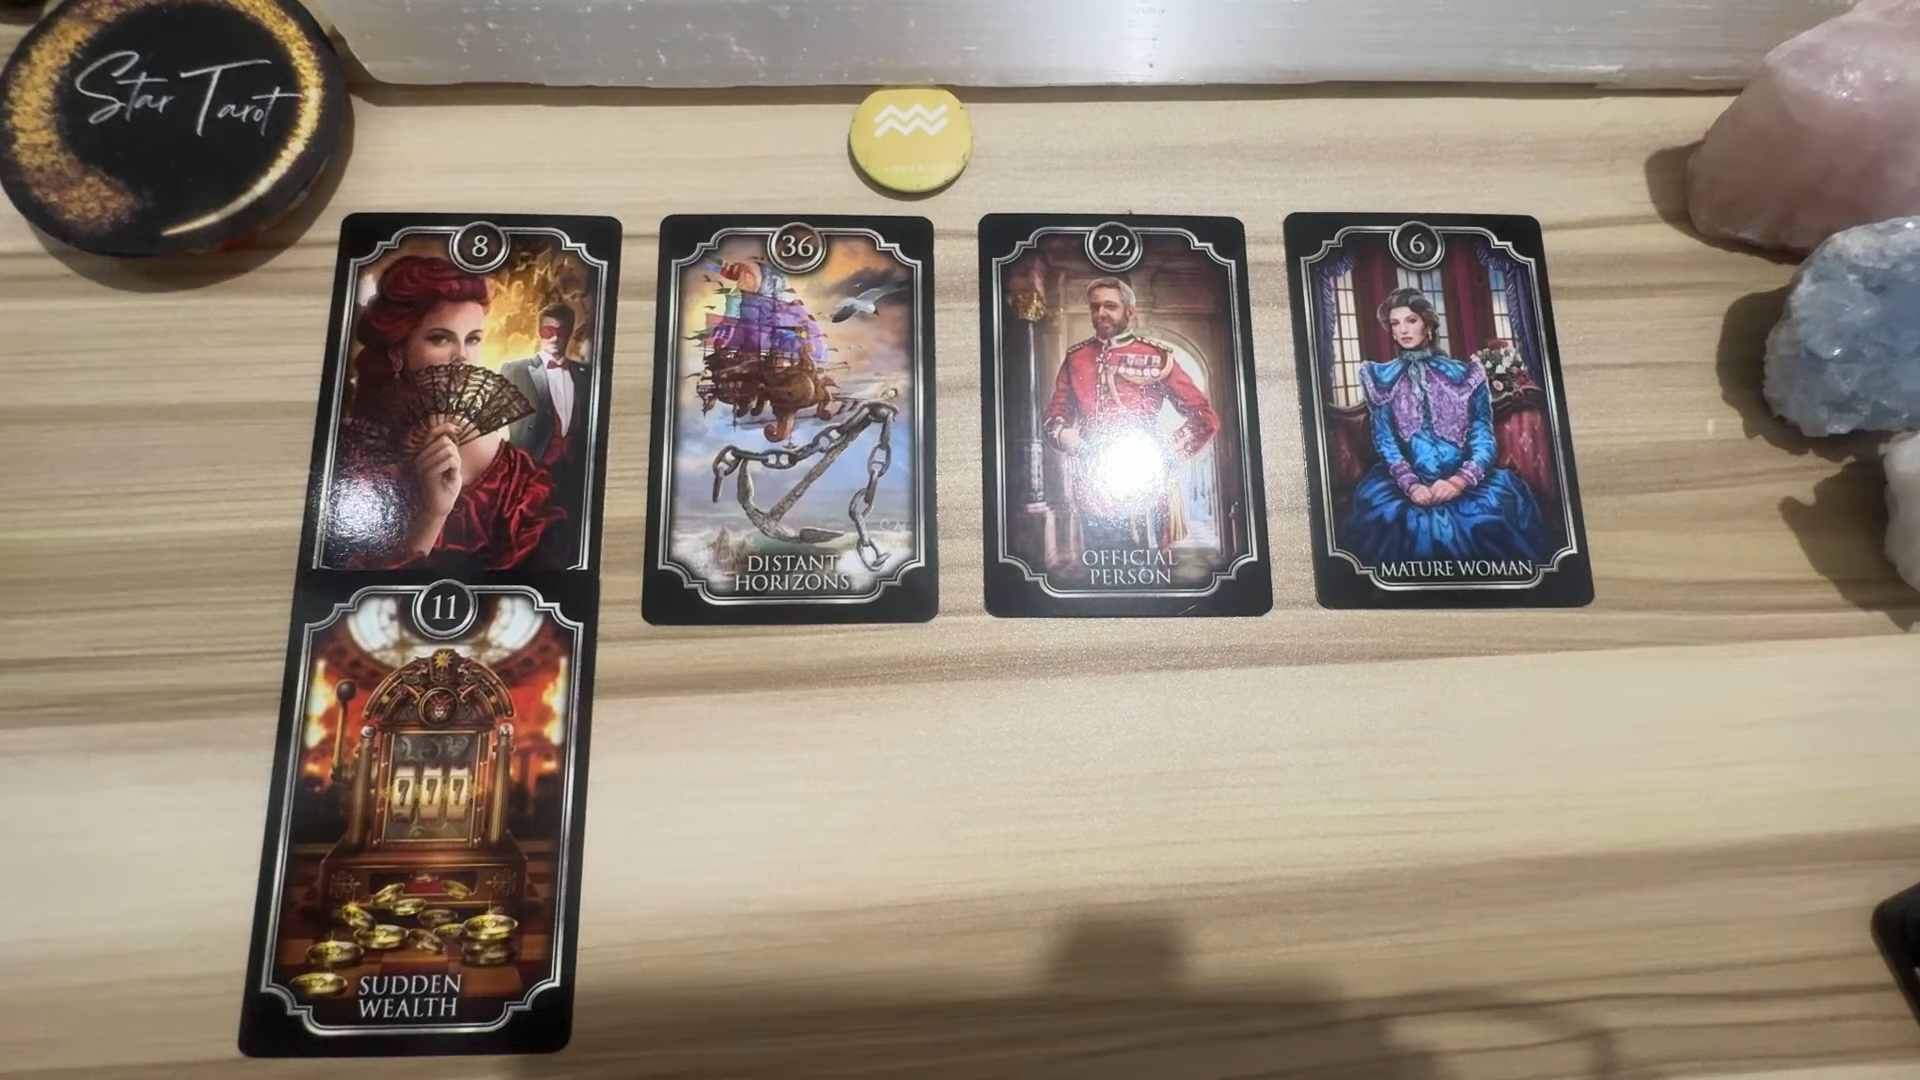 Star Tarot
8
36
22
6
DISTANT
HORIZONS
OFFICIAL
PERSON
MATURE WOMAN
11
777
SUDDEN
WEALTH